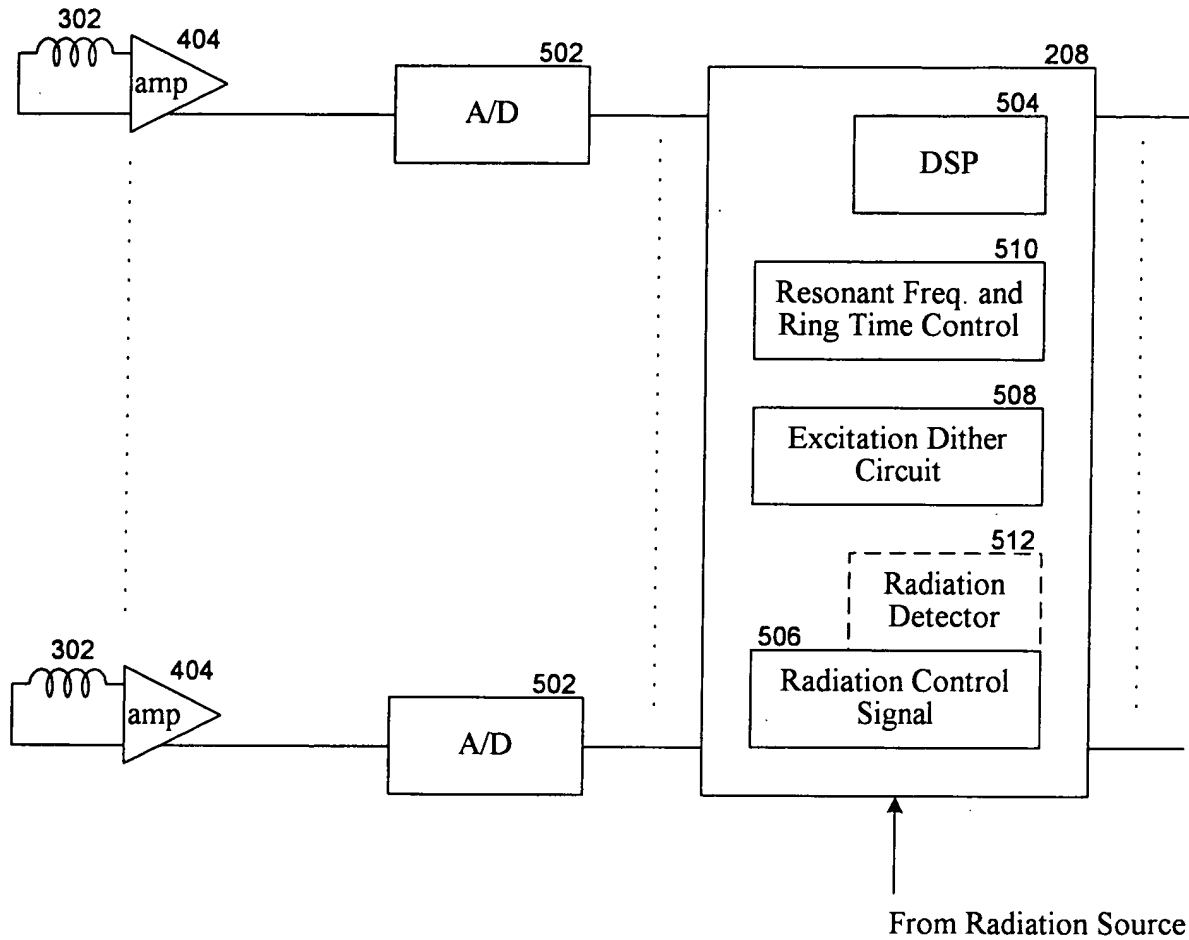 302
404
amp
502
A/D
208
504
DSP
510
Resonant Freq. and
Ring Time Control
508
Excitation Dither
Circuit
512
Radiation
Detector
302
404
amp
502
A/D
506
Radiation Control
Signal
From Radiation Source